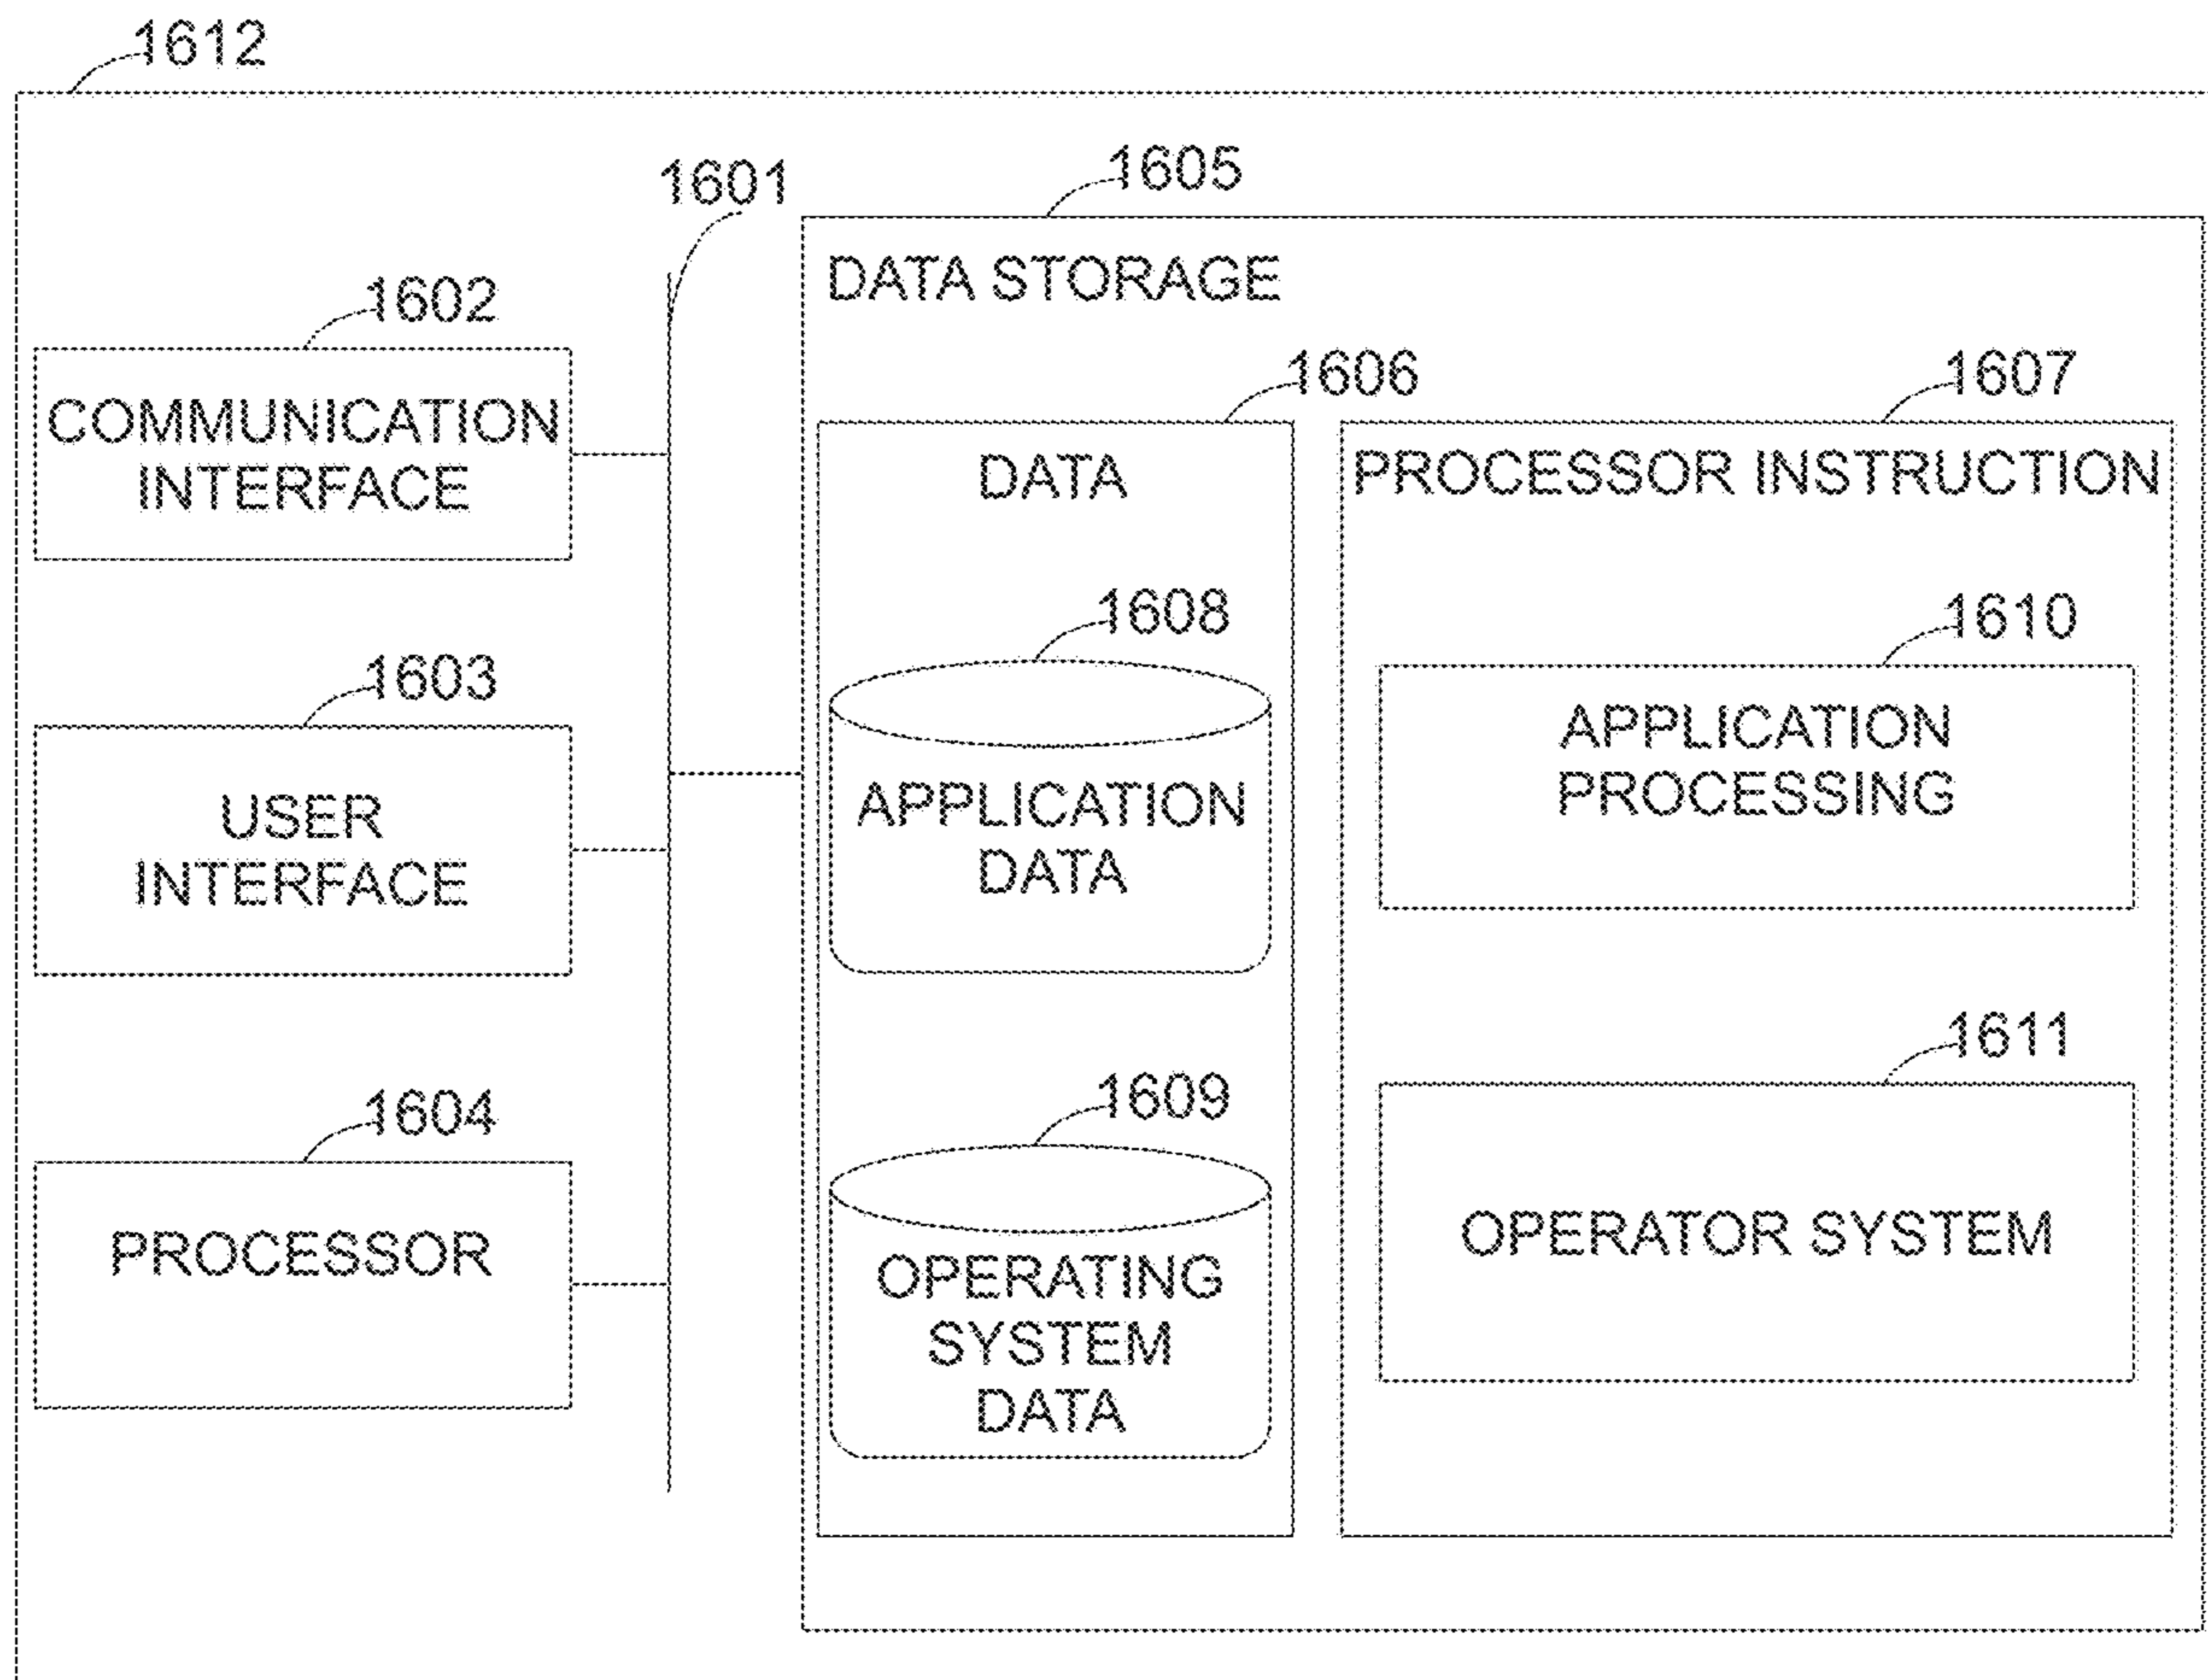 1612
1601
1605
DATA STORAGE
1602
COMMUNICATION
INTERFACE
1606
DATA
1607
PROCESSOR INSTRUCTION
1608
APPLICATION
DATA
1610
APPLICATION
PROCESSING
1603
USER
INTERFACE
1609
OPERATING
SYSTEM
DATA
1611
OPERATOR SYSTEM
1604
PROCESSOR